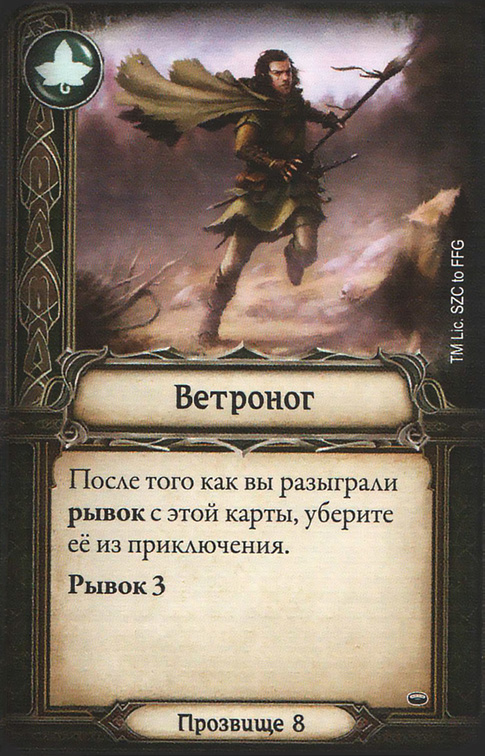 TM Lic. SZC to FFG
Ветроног
После того как вы разыграли
рывок с этой карты, уберите
её из приключения.
Рывок 3
Прозвище 8